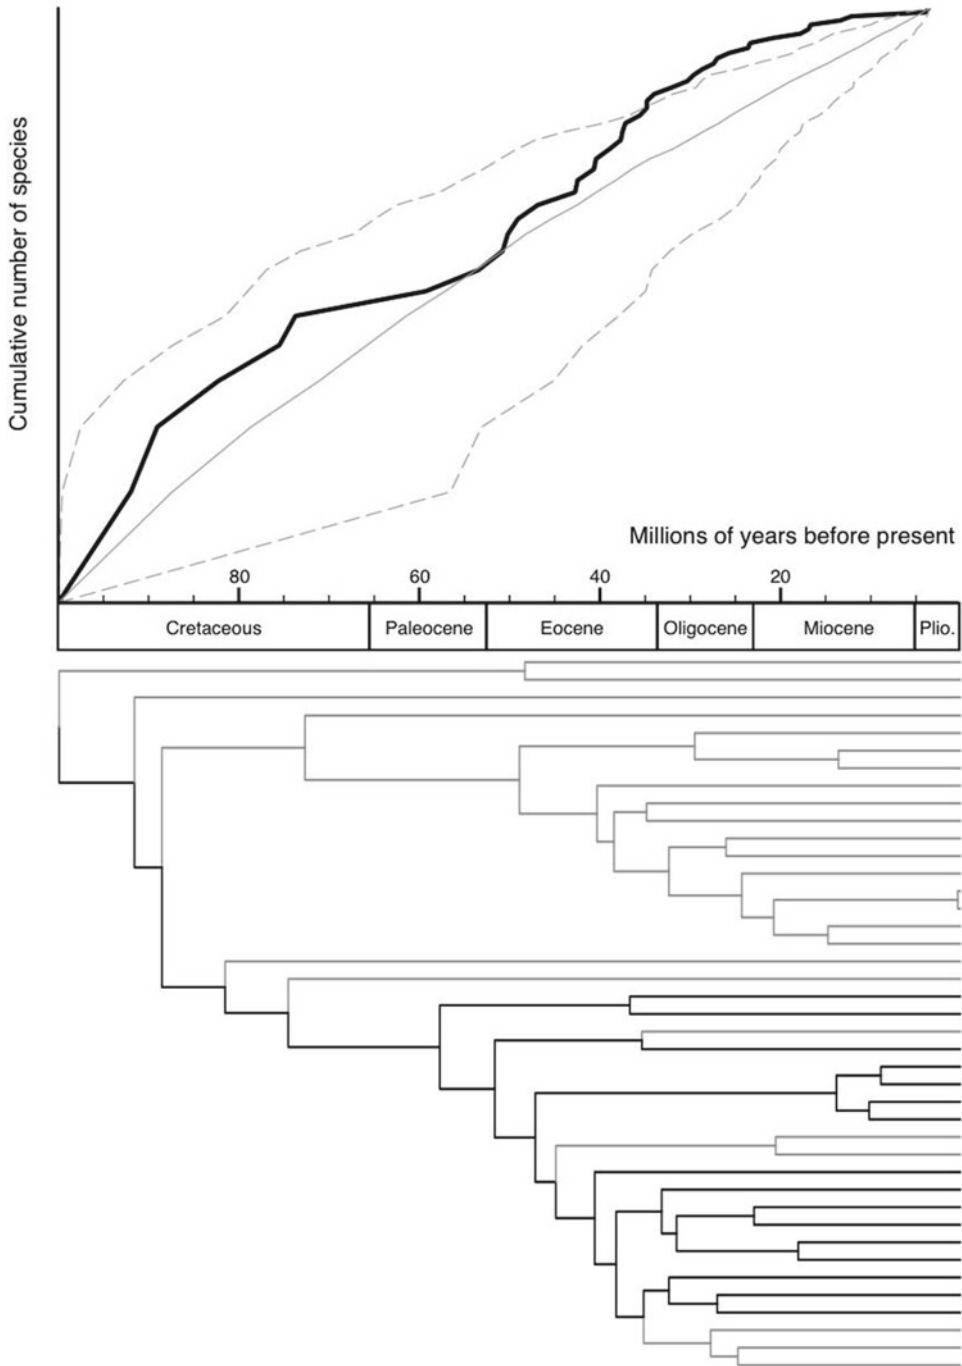 Cumulative number of species
Millions of years before present
80 60 40 20
Cretaceous Paleocene Eocene Oligocene Miocene Plio.